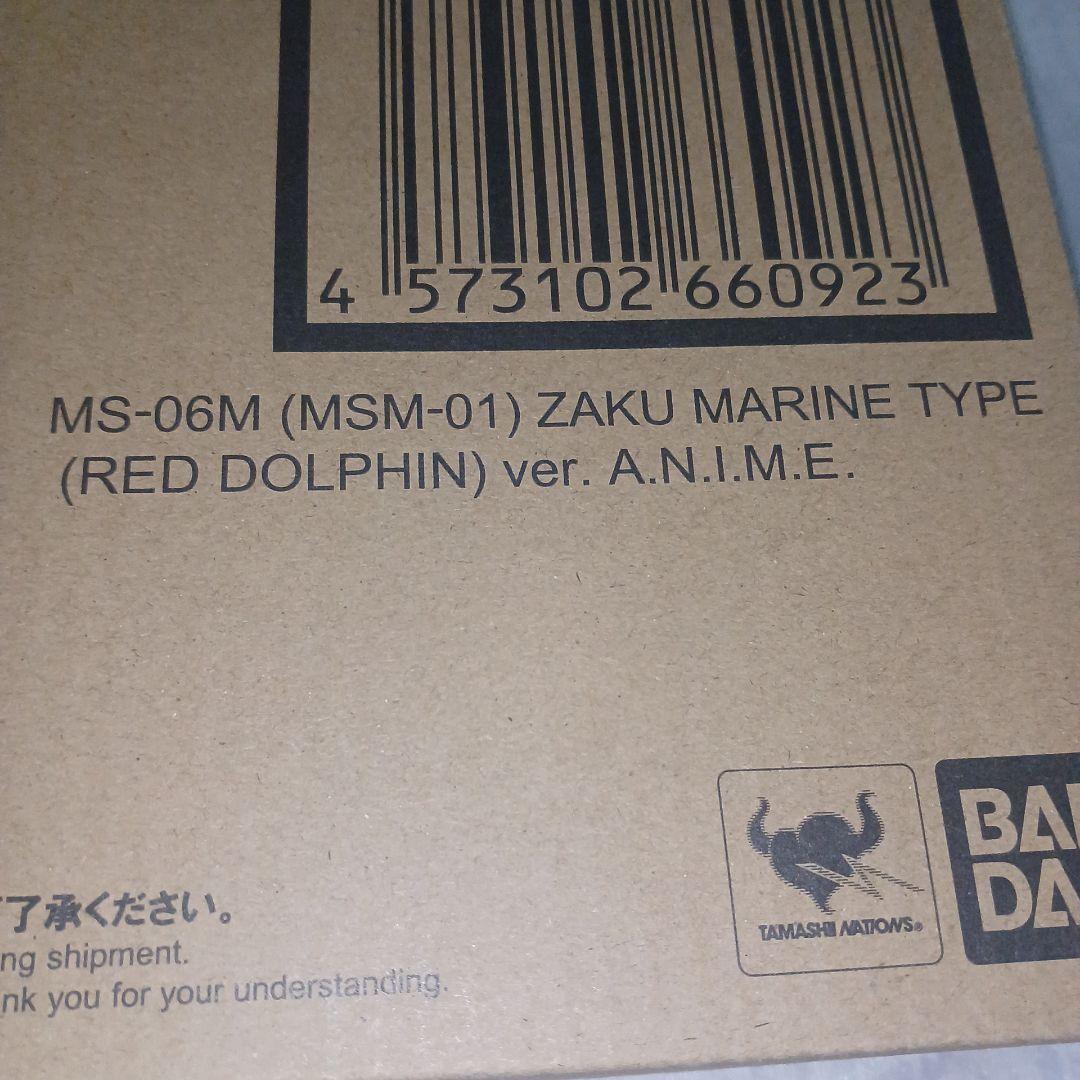 4 573102 660923
MS-06M (MSM-01) ZAKU MARINE TYPE
(RED DOLPHIN) ver. A.N.I.M.E.
了承ください。
ng shipment.
nk you for your understanding.
TAMASHII NATIONS®
BA
DA